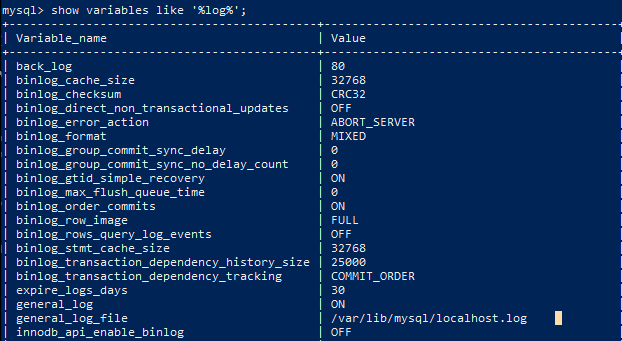 mysql> show variables like '%log%';
| Variable_name | Value
| back_log | 80
| binlog_cache_size | 32768
| binlog_checksum | CRC32
| binlog_direct_non_transactional_updates | OFF
| binlog_error_action | ABORT_SERVER
| binlog_format | MIXED
| binlog_group_commit_sync_delay | 0
| binlog_group_commit_sync_no_delay_count | 0
| binlog_gtid_simple_recovery | ON
| binlog_max_flush_queue_time | 0
| binlog_order_commits | ON
| binlog_row_image | FULL
| binlog_rows_query_log_events | OFF
| binlog_stmt_cache_size | 32768
| binlog_transaction_dependency_history_size | 25000
| binlog_transaction_dependency_tracking | COMMIT_ORDER
| expire_logs_days | 30
| general_log | ON
| general_log_file | /var/lib/mysql/localhost.log
| innodb_api_enable_binlog | OFF